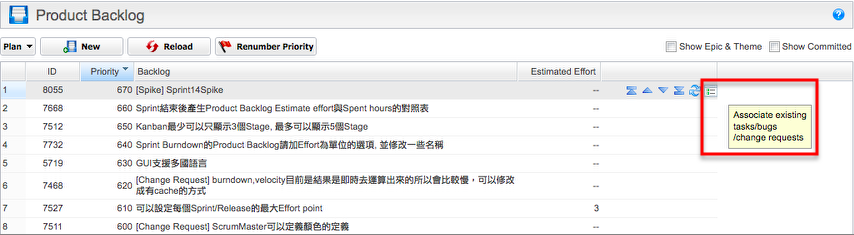 Product Backlog
Plan New Reload Renumber Priority Show Epic & Theme Show Committed
ID Priority Backlog Estimated Effort
1 8055 670 [Spike] Sprint14Spike --
2 7668 660 Sprint結束後產生Product Backlog Estimate effort與Spent hours的對照表 --
3 7512 650 Kanban最少可以只顯示3個Stage, 最多可以顯示5個Stage --
4 7732 640 Sprint Burndown的Product Backlog請加Effort為單位的選項, 並修改一些名稱 --
5 5719 630 GUI支援多國語言 --
6 7468 620 [Change Request] burndown,velocity目前是結果是即時去運算出來的所以會比較慢，可以修改 --
成有cache的方式
7 7527 610 可以設定每個Sprint/Release的最大Effort point 3
8 7511 600 [Change Request] ScrumMaster可以定義顏色的定義 --
Associate existing
tasks/bugs
/change requests